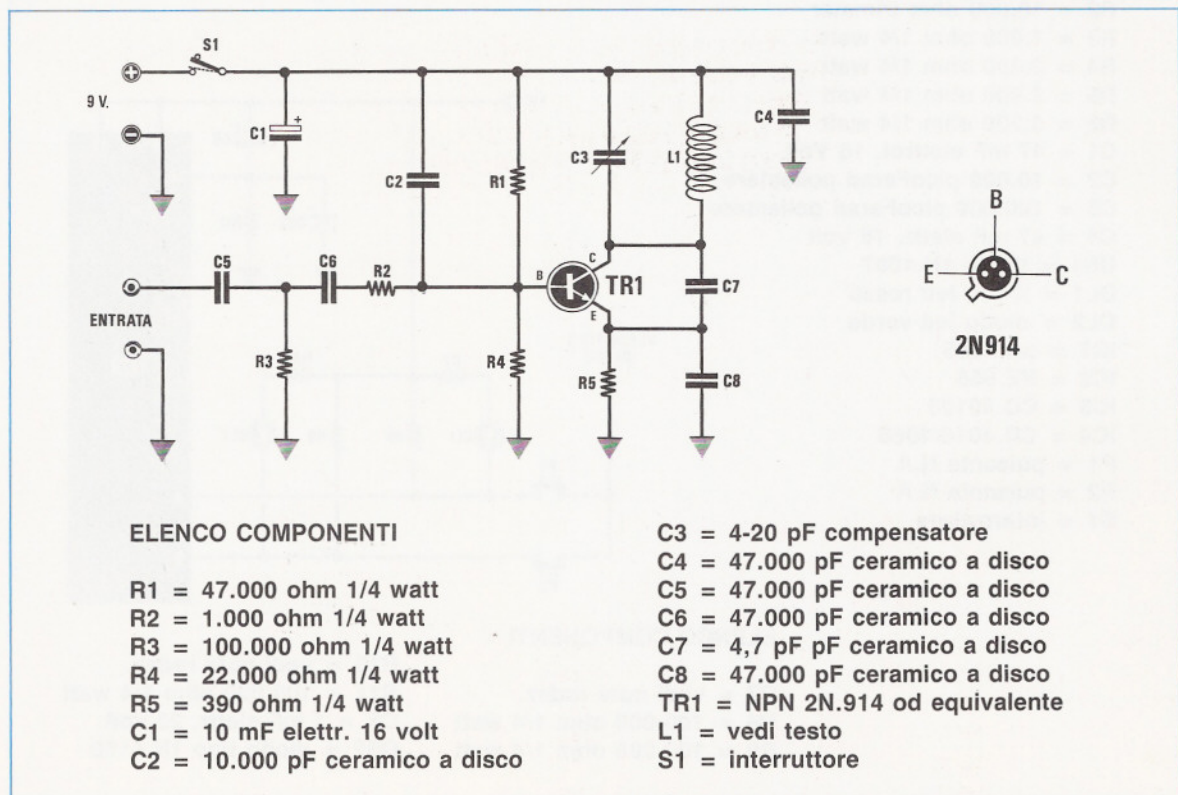 S1
9 V.
C1
+
C2
R1
C3
L1
C4
C5
C6
R2
B
C
E
TR1
C7
ENTRATA
R3
R4
R5
C8
B
E
C
2N914
ELENCO COMPONENTI
R1 = 47.000 ohm 1/4 watt
R2 = 1.000 ohm 1/4 watt
R3 = 100.000 ohm 1/4 watt
R4 = 22.000 ohm 1/4 watt
R5 = 390 ohm 1/4 watt
C1 = 10 mF elettr. 16 volt
C2 = 10.000 pF ceramico a disco
C3 = 4-20 pF compensatore
C4 = 47.000 pF ceramico a disco
C5 = 47.000 pF ceramico a disco
C6 = 47.000 pF ceramico a disco
C7 = 4,7 pF pF ceramico a disco
C8 = 47.000 pF ceramico a disco
TR1 = NPN 2N.914 od equivalente
L1 = vedi testo
S1 = interruttore